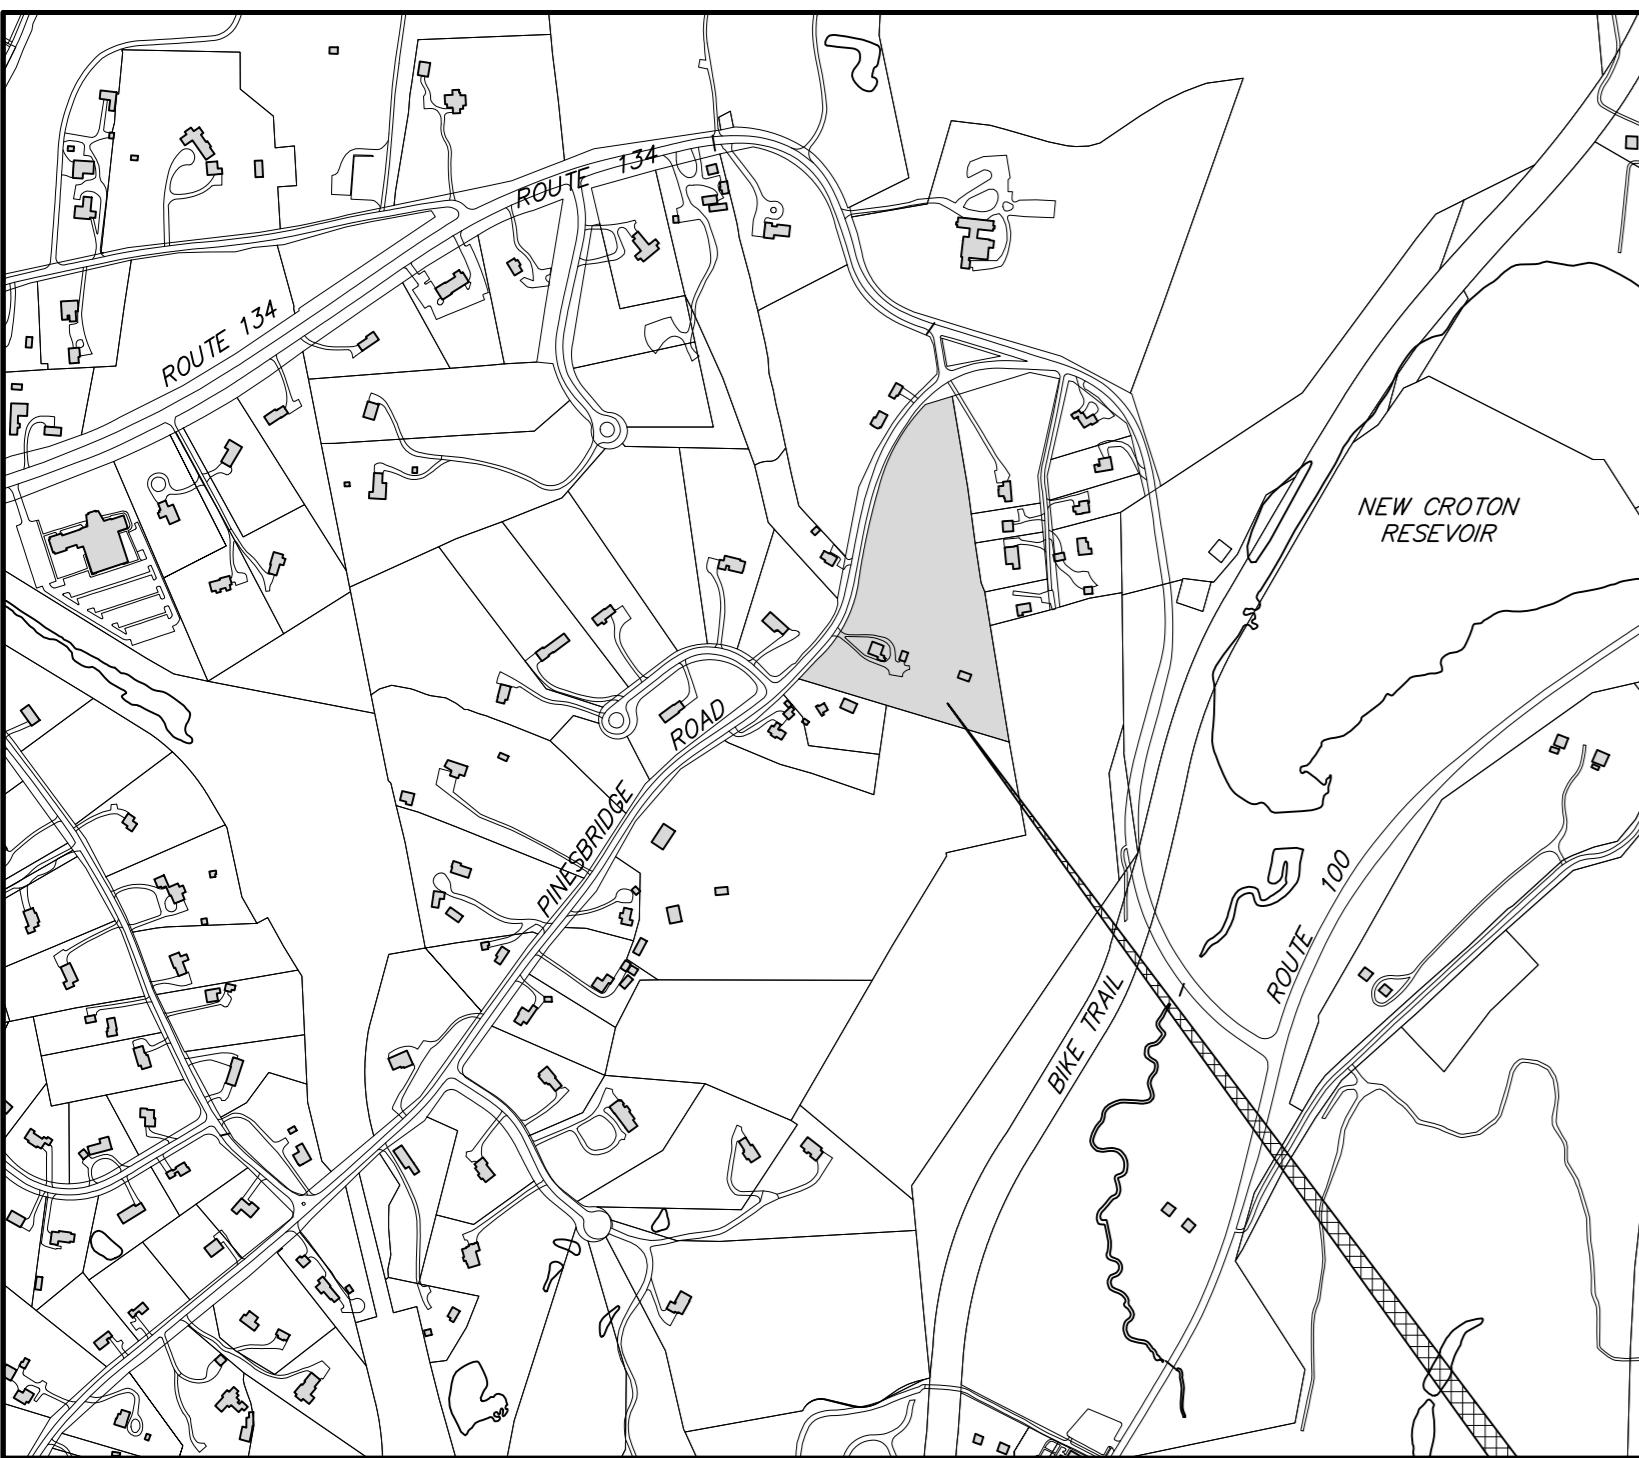 ROUTE 134
ROUTE 134
NEW CROTON
RESEVOIR
ROAD
PINESBRIDGE
ROUTE 100
BIKE TRAIL